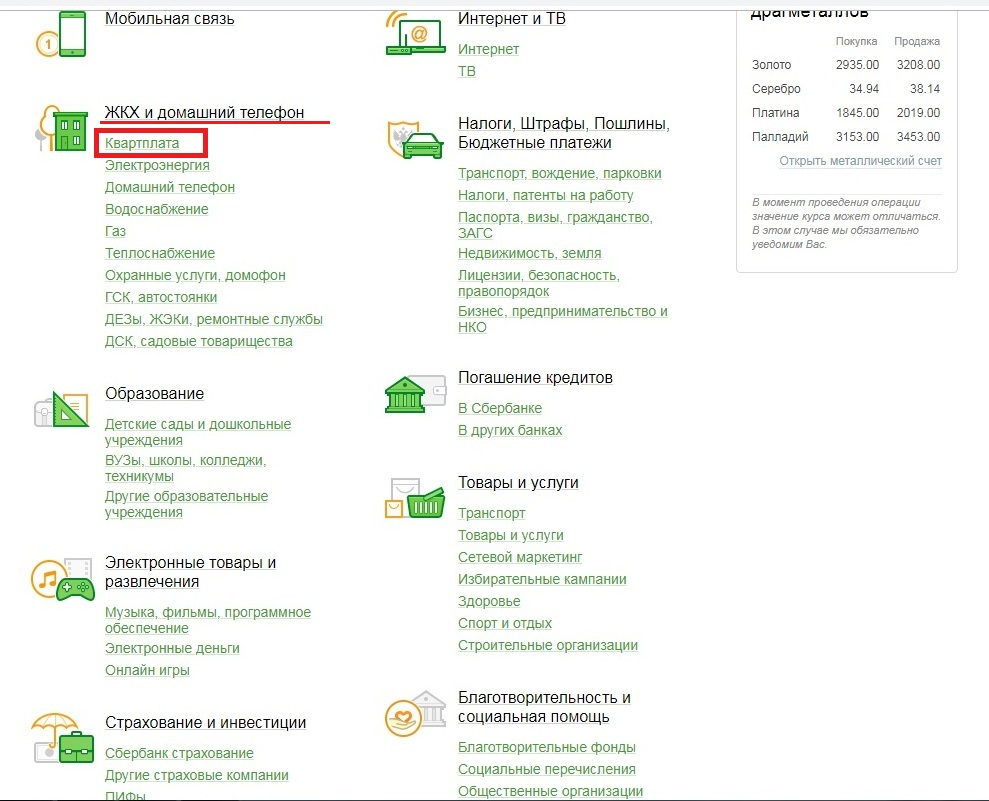 Мобильная связь
1
ЖКХ и домашний телефон
Квартплата
Электроэнергия
Домашний телефон
Водоснабжение
Газ
Теплоснабжение
Охранные услуги, домофон
ГСК, автостоянки
ДЕЗы, ЖЭКи, ремонтные службы
ДСК, садовые товарищества
Образование
Детские сады и дошкольные
учреждения
ВУЗы, школы, колледжи,
техникумы
Другие образовательные
учреждения
Электронные товары и
развлечения
Музыка, фильмы, программное
обеспечение
Электронные деньги
Онлайн игры
Страхование и инвестиции
Сбербанк страхование
Другие страховые компании
ПИФы
Интернет и ТВ
@
Интернет
ТВ
Налоги, Штрафы, Пошлины,
Бюджетные платежи
Транспорт, вождение, парковки
Налоги, патенты на работу
Паспорта, визы, гражданство,
ЗАГС
Недвижимость, земля
Лицензии, безопасность,
правопорядок
Бизнес, предпринимательство и
НКО
Погашение кредитов
В Сбербанке
В других банках
Товары и услуги
Транспорт
Товары и услуги
Сетевой маркетинг
Избирательные кампании
Здоровье
Спорт и отдых
Строительные организации
Благотворительность и
социальная помощь
Благотворительные фонды
Социальные перечисления
Общественные организации
драгметаллов
Покупка Продажа
Золото 2935.00 3208.00
Серебро 34.94 38.14
Платина 1845.00 2019.00
Палладий 3153.00 3453.00
Открыть металлический счет
В момент проведения операции
значение курса может отличаться.
В этом случае мы обязательно
уведомим Вас.